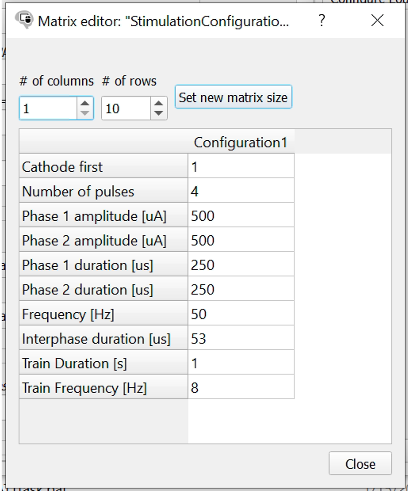 Matrix editor: "StimulationConfiguratio... ?
# of columns # of rows
1 10 Set new matrix size
Configuration1
Cathode first 1
Number of pulses 4
Phase 1 amplitude [uA] 500
Phase 2 amplitude [uA] 500
Phase 1 duration [us] 250
Phase 2 duration [us] 250
Frequency [Hz] 50
Interphase duration [us] 53
Train Duration [s] 1
Train Frequency [Hz] 8
Close